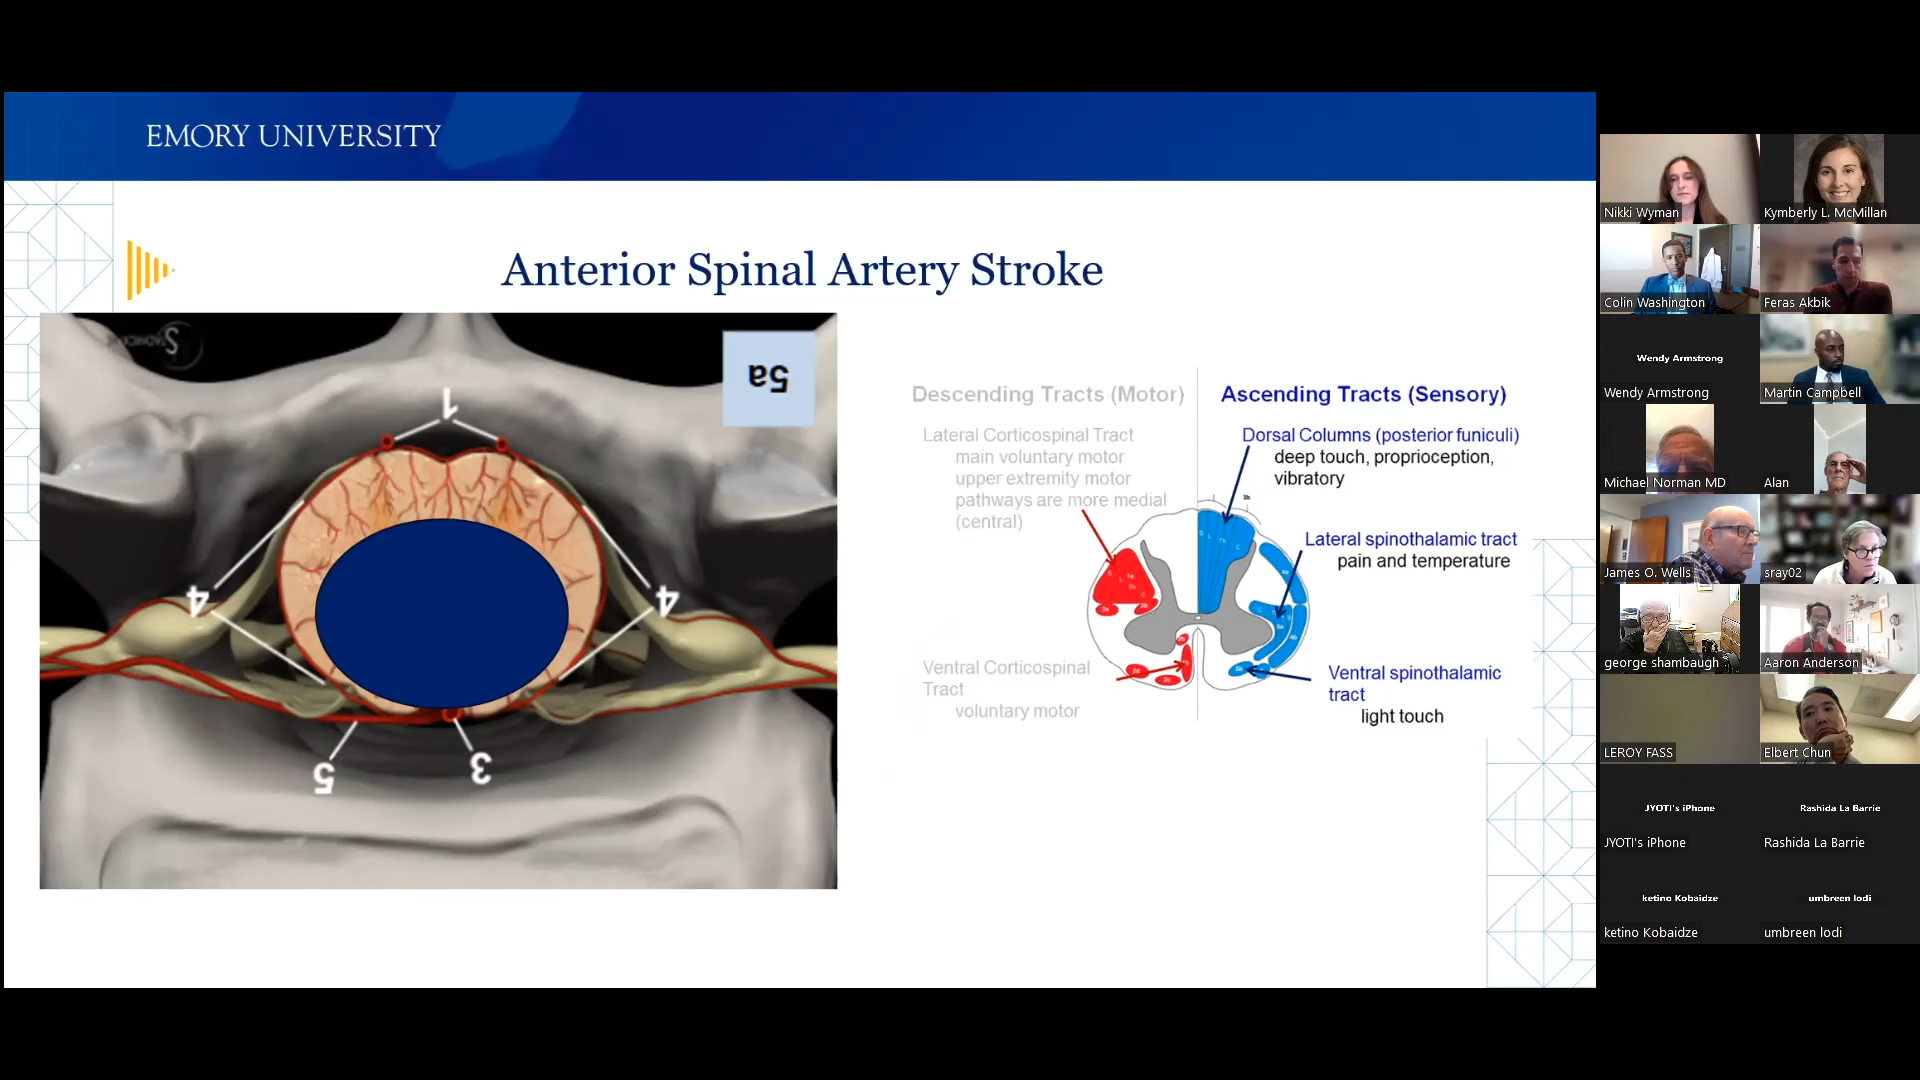 EMORY UNIVERSITY
Anterior Spinal Artery Stroke
5a
1
4
4
5
3
Descending Tracts (Motor)
Lateral Corticospinal Tract
main voluntary motor
upper extremity motor
pathways are more medial
(central)
Ventral Corticospinal
Tract
voluntary motor
Ascending Tracts (Sensory)
Dorsal Columns (posterior funiculi)
deep touch, proprioception,
vibratory
Lateral spinothalamic tract
pain and temperature
Ventral spinothalamic
tract
light touch
Nikki Wyman
Kymberly L. McMillan
Colin Washington
Feras Akbik
Wendy Armstrong
Wendy Armstrong
Martin Campbell
Michael Norman MD
Alan
James O. Wells
sray02
george shambaugh
Aaron Anderson
LEROY FASS
Elbert Chun
JYOTI's iPhone
Rashida La Barrie
JYOTI's iPhone
Rashida La Barrie
ketino Kobaidze
umbreen lodi
ketino Kobaidze
umbreen lodi